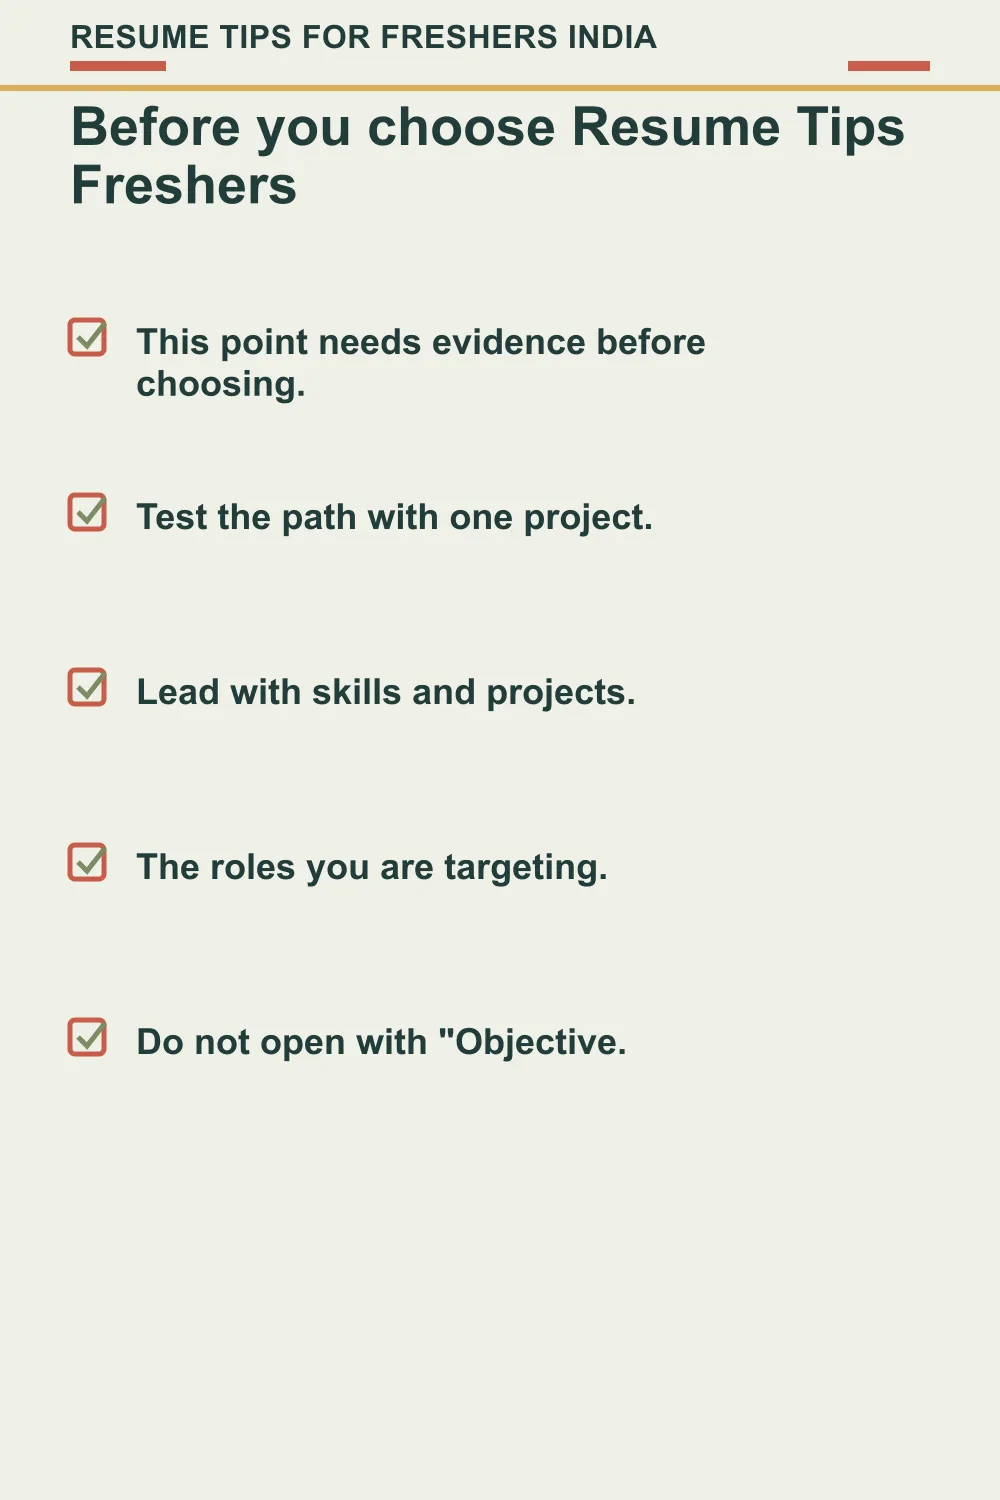 RESUME TIPS FOR FRESHERS INDIA
Before you choose Resume Tips
Freshers
This point needs evidence before
choosing.
Test the path with one project.
Lead with skills and projects.
The roles you are targeting.
Do not open with "Objective.